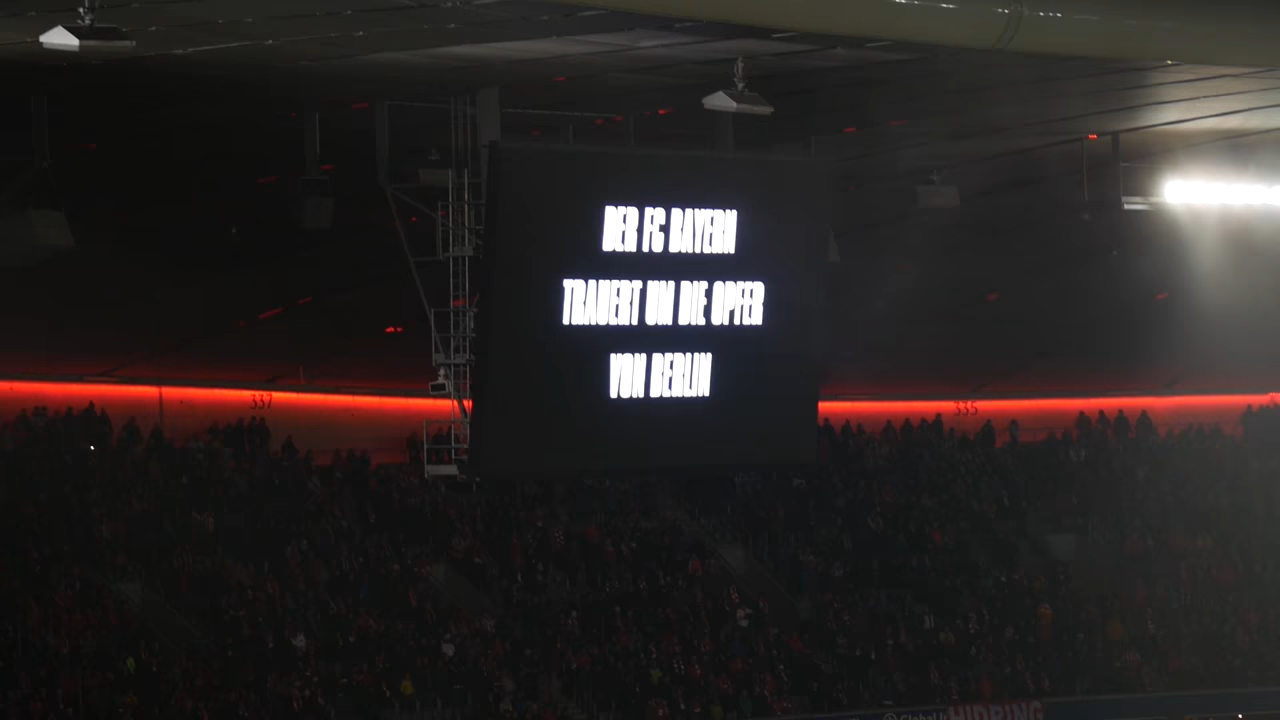 DER FC BAYERN
TRAUERT UM DIE OPFER
VON BERLIN
337
335